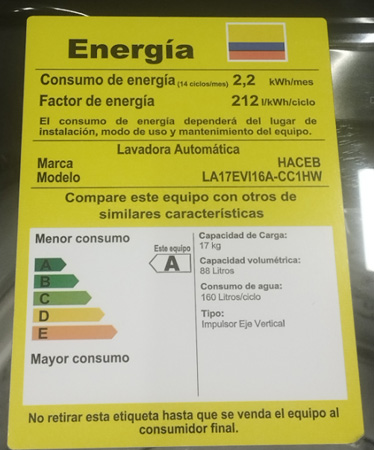 Energía
Consumo de energía (14 ciclos/mes) 2,2 kWh/mes
Factor de energía 212 l/kWh/ciclo
El consumo de energía dependerá del lugar de
instalación, modo de uso y mantenimiento del equipo.
Lavadora Automática
Marca HACEB
Modelo LA17EVI16A-CC1HW
Compare este equipo con otros de
similares características
Menor consumo
Este equipo
A
A
B
C
D
E
Mayor consumo
Capacidad de Carga:
17 kg
Capacidad volumétrica:
88 Litros
Consumo de agua:
160 Litros/ciclo
Tipo:
Impulsor Eje Vertical
No retirar esta etiqueta hasta que se venda el equipo al
consumidor final.